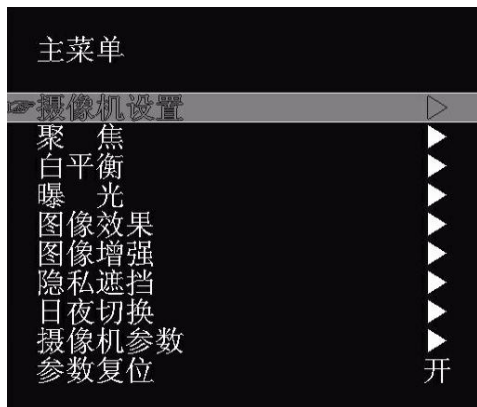 主菜单
摄像机设置
聚 焦
白平衡
曝 光
图像效果
图像增强
隐私遮挡
日夜切换
摄像机参数
参数复位 开